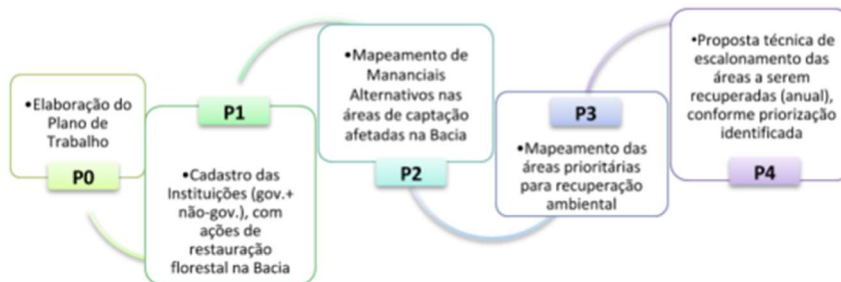 •Elaboração do
Plano de
Trabalho
P0
P1
•Cadastro das
Instituições (gov.+
não-gov.), com
ações de
restauração
florestal na Bacia
•Mapeamento de
Mananciais
Alternativos nas
áreas de captação
afetadas na Bacia
P2
P3
•Mapeamento das
áreas prioritárias
para recuperação
ambiental
•Proposta técnica de
escalonamento das
áreas a serem
recuperadas (anual),
conforme priorização
identificada
P4